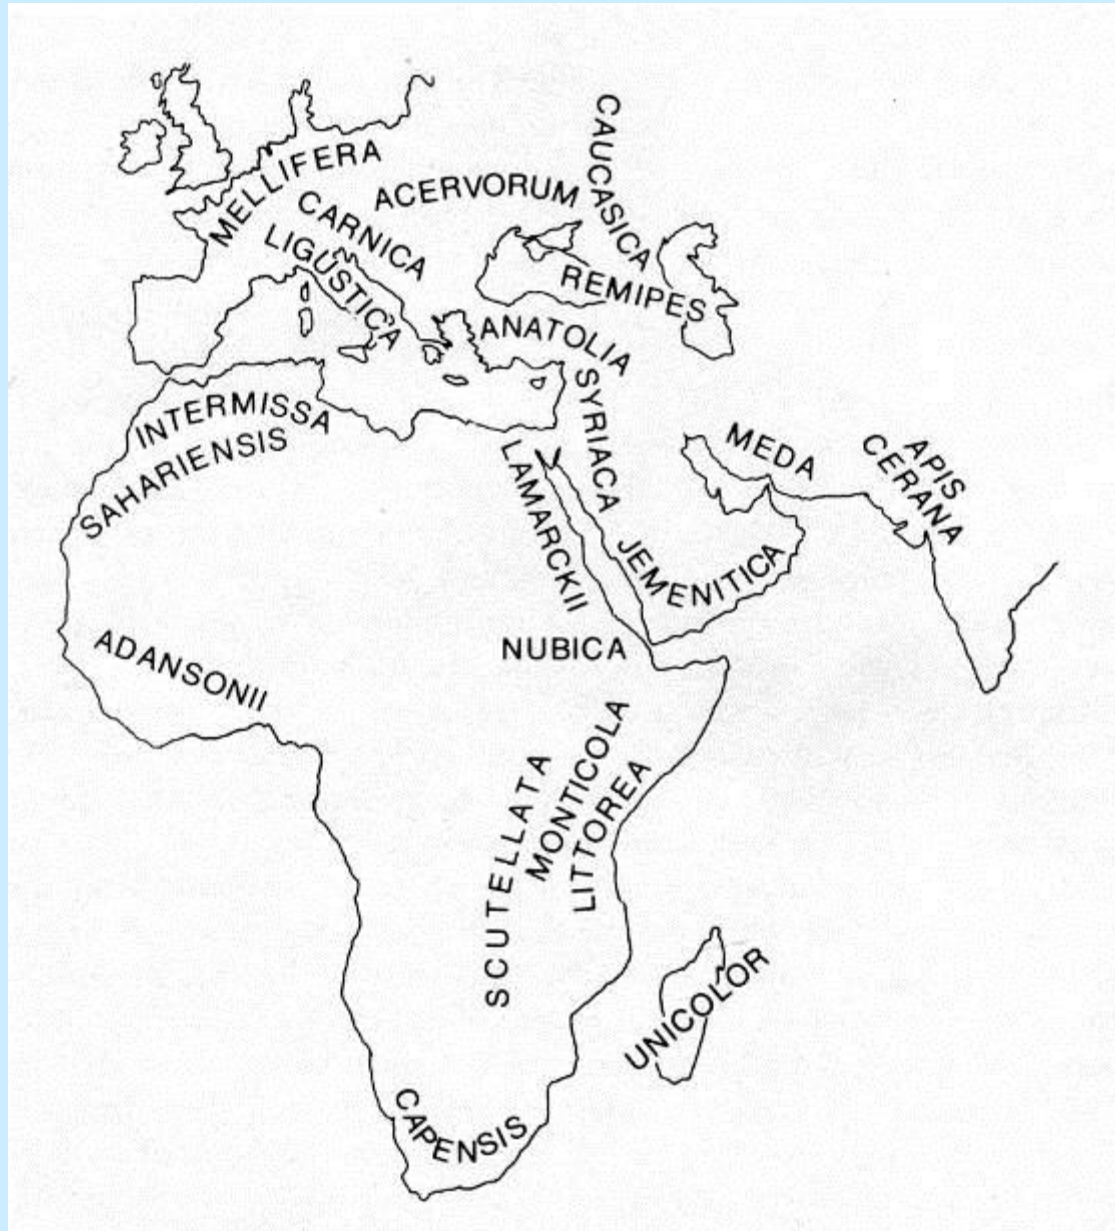 CAUCASICA
MELLIFERA
ACERVORUM
CARNICA
LIGUSTICA
REMIPES
ANATOLIA
SYRIACA
INTERMISSA
SAHARIENSIS
LAMARCKII
MEDA
APIS
CERANA
JEMENITICA
NUBICA
ADANSONII
SCUTELLATA
MONTICOLA
LITTOREA
UNICOLOR
CAPENSIS